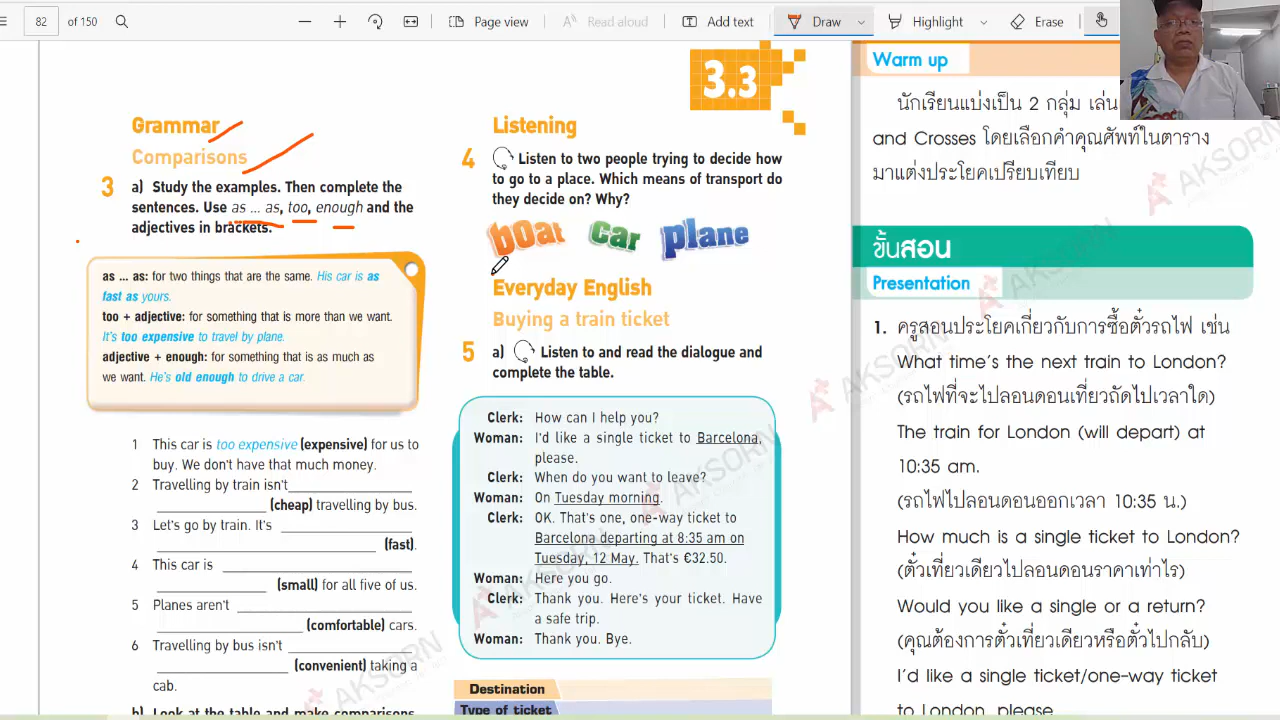 82 of 150
Page view
Read aloud
Add text
Draw
Highlight
Erase
3.3
Grammar
Comparisons
3 a) Study the examples. Then complete the
sentences. Use as ... as, too, enough and the
adjectives in brackets.
as ... as: for two things that are the same. His car is as
fast as yours.
too + adjective: for something that is more than we want.
It's too expensive to travel by plane.
adjective + enough: for something that is as much as
we want. He's old enough to drive a car.
1 This car is too expensive (expensive) for us to
buy. We don't have that much money.
2 Travelling by train isn't
(cheap) travelling by bus.
3 Let's go by train. It's
(fast).
4 This car is
(small) for all five of us.
5 Planes aren't
(comfortable) cars.
6 Travelling by bus isn't
(convenient) taking a
cab.
b) Look at the table and make comparisons
Listening
4 Listen to two people trying to decide how
to go to a place. Which means of transport do
they decide on? Why?
boat car plane
Everyday English
Buying a train ticket
5 a) Listen to and read the dialogue and
complete the table.
Clerk: How can I help you?
Woman: I'd like a single ticket to Barcelona,
please.
Clerk: When do you want to leave?
Woman: On Tuesday morning.
Clerk: OK. That's one, one-way ticket to
Barcelona departing at 8:35 am on
Tuesday, 12 May. That's €32.50.
Woman: Here you go.
Clerk: Thank you. Here's your ticket. Have
a safe trip.
Woman: Thank you. Bye.
Destination
Type of ticket
Warm up
นักเรียนแบ่งเป็น 2 กลุ่ม เล่น
and Crosses โดยเลือกคำคุณศัพท์ในตาราง
มาแต่งประโยคเปรียบเทียบ
ขั้นสอน
Presentation
1. ครูสอนประโยคเกี่ยวกับการซื้อตั๋วรถไฟ เช่น
What time's the next train to London?
(รถไฟที่จะไปลอนดอนเที่ยวถัดไปเวลาใด)
The train for London (will depart) at
10:35 am.
(รถไฟไปลอนดอนออกเวลา 10:35 น.)
How much is a single ticket to London?
(ตั๋วเที่ยวเดียวไปลอนดอนราคาเท่าไร)
Would you like a single or a return?
(คุณต้องการตั๋วเที่ยวเดียวหรือตั๋วไปกลับ)
I'd like a single ticket/one-way ticket
to London, please.
AKSORN
AKSORN
AKSORN
AKSORN
AKSORN
AKSORN